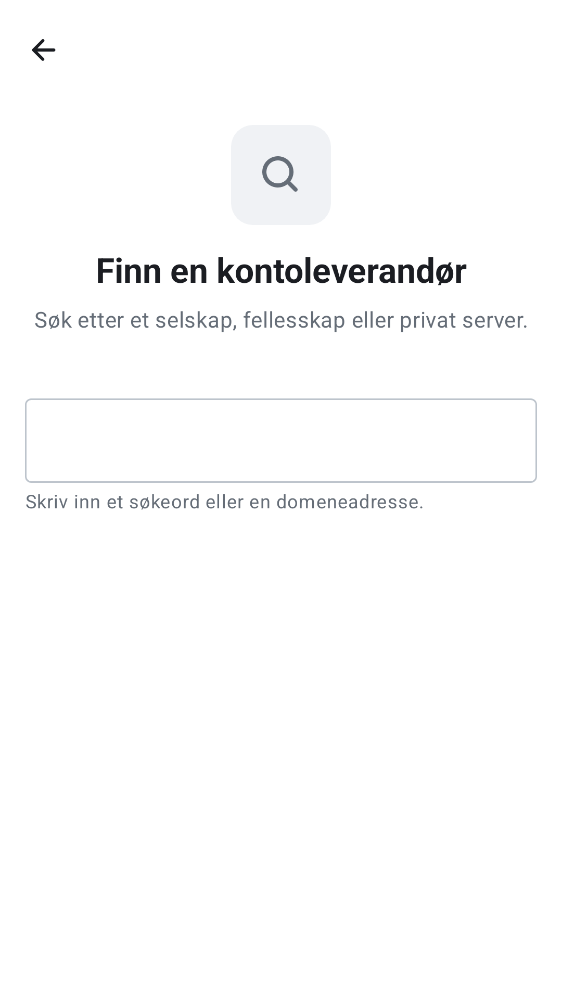 Finn en kontoleverandør
Søk etter et selskap, fellesskap eller privat server.
Skriv inn et søkeord eller en domeneadresse.